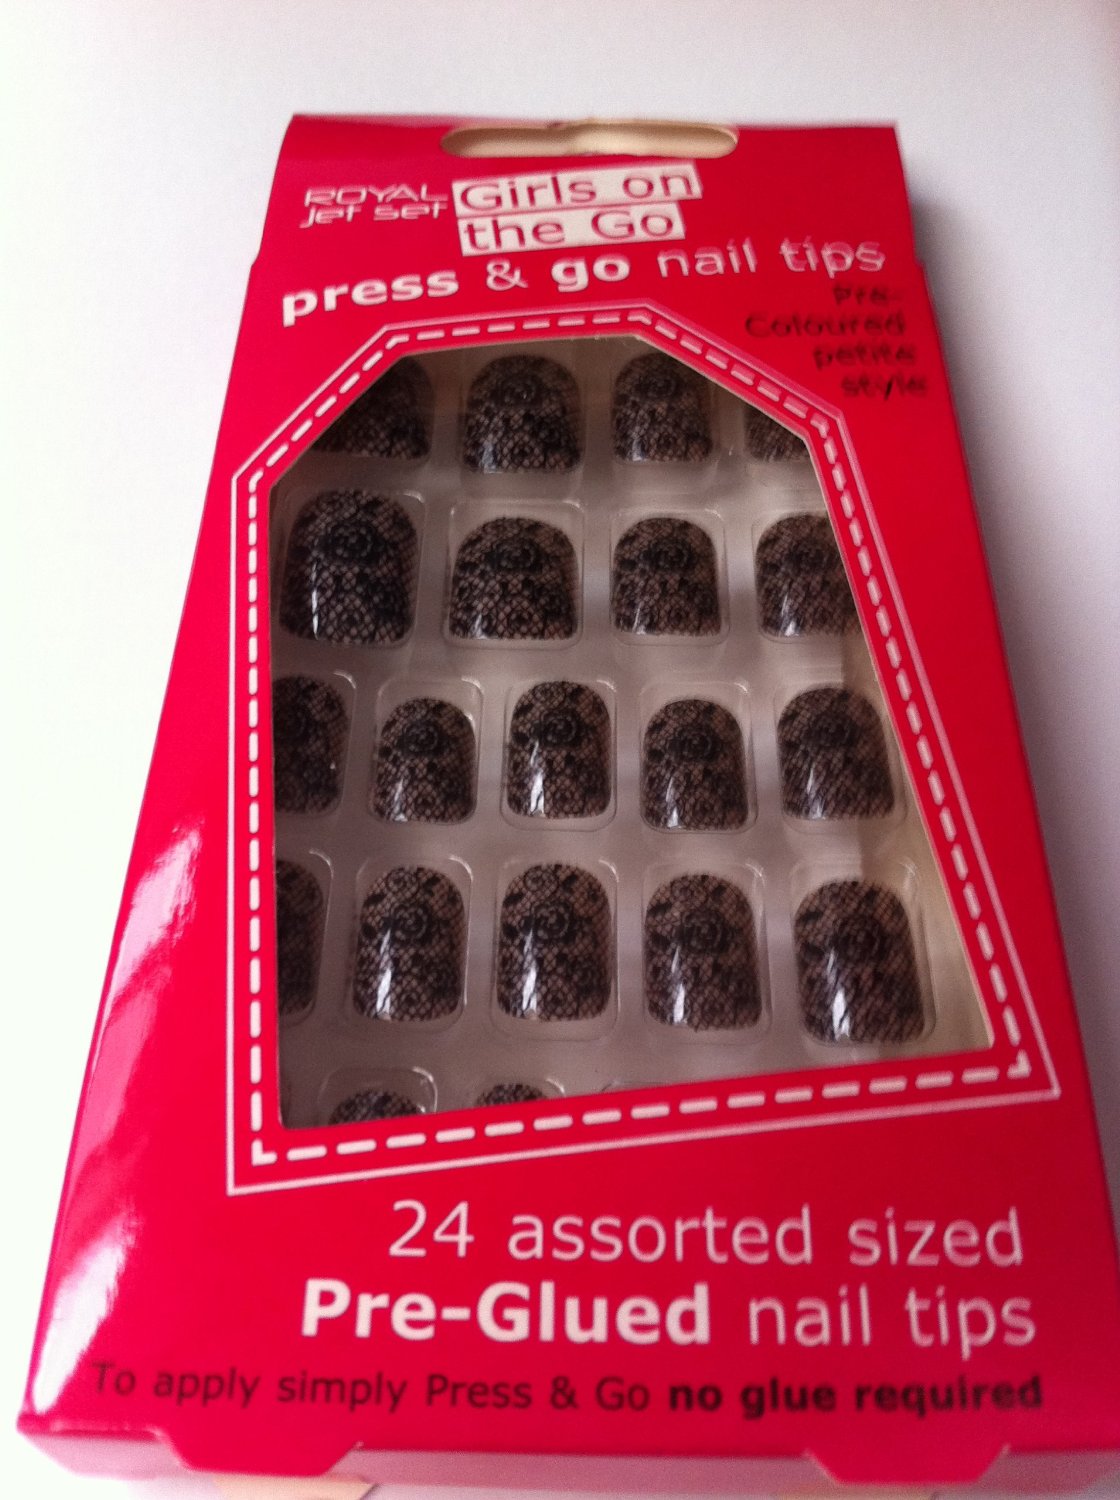 ROYAL
Jet Set
Girls on
the Go
press & go nail tips
Pre-
Coloured
petite
style
24 assorted sized
Pre-Glued nail tips
To apply simply Press & Go no glue required